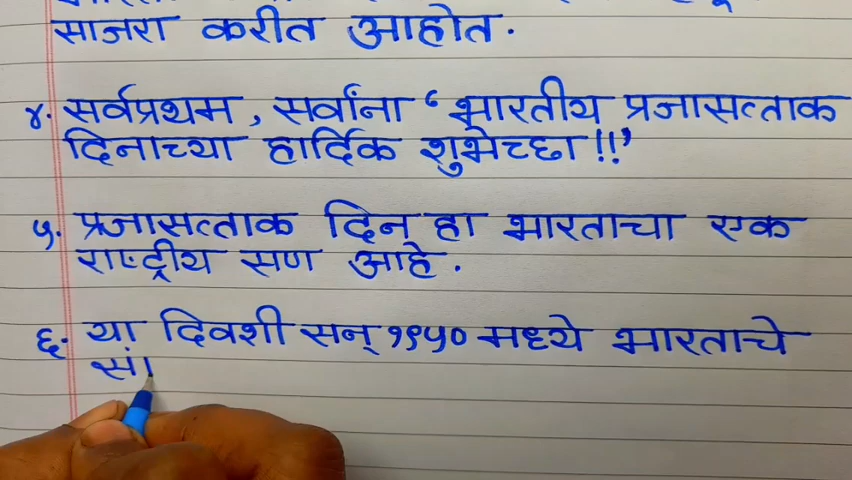 साजरा करीत आहोत.
४. सर्वप्रथम, सर्वांना ‘भारतीय प्रजासत्ताक
दिनाच्या हार्दिक शुभेच्छा!!’
५. प्रजासत्ताक दिन हा भारताचा एक
राष्ट्रीय सण आहे.
६. या दिवशी सन् १९५० मध्ये भारताचे
सं